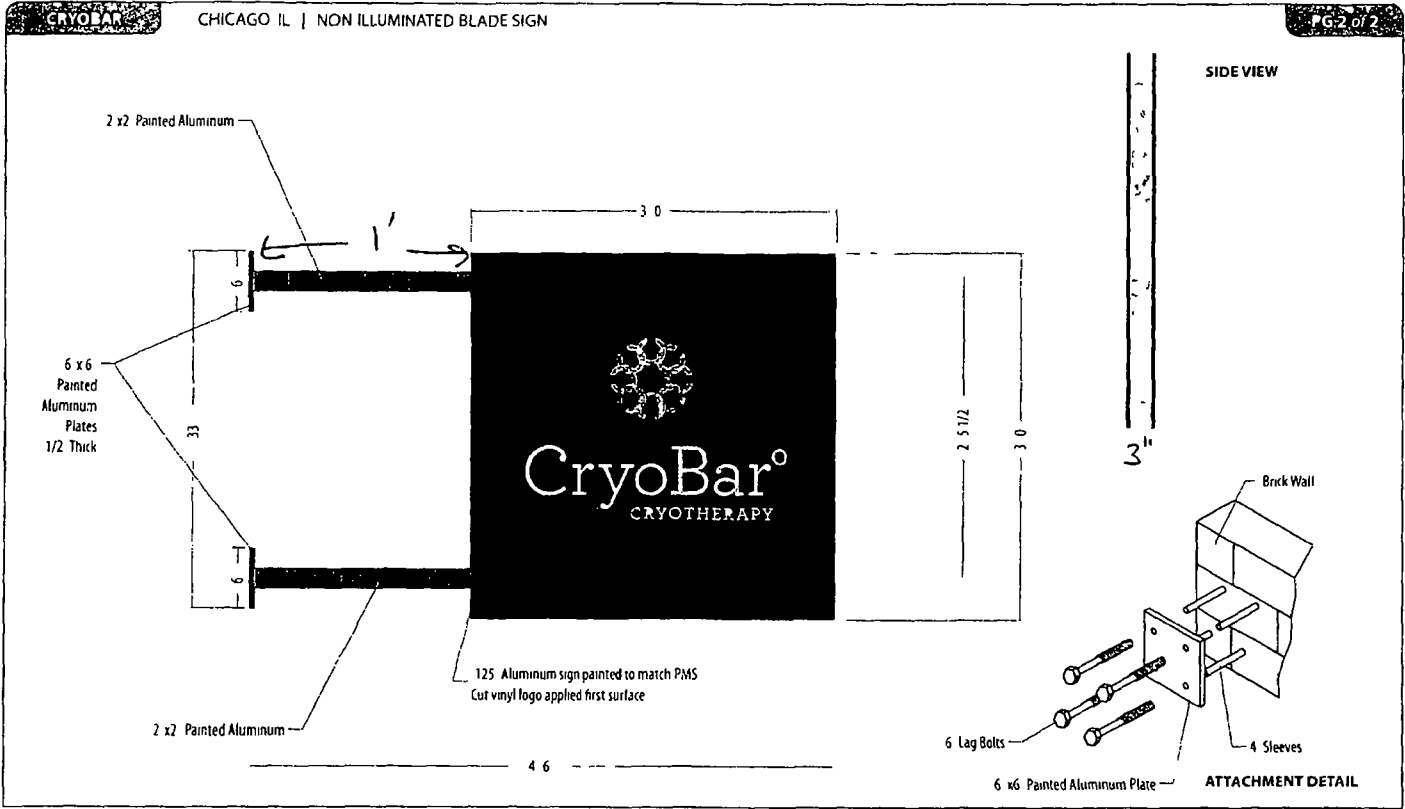 CRYOBAR
CHICAGO IL | NON ILLUMINATED BLADE SIGN
PG-2 of 2
SIDE VIEW
2 x2 Painted Aluminum
3 0
1'
6
6 x 6
Painted
Aluminum
Plates
1/2 Thick
33
2 5 1/2
3 0
3"
CryoBar°
CRYOTHERAPY
Brick Wall
6
125 Aluminum sign painted to match PMS
Cut vinyl logo applied first surface
2 x2 Painted Aluminum
4 6
6 Lag Bolts
4 Sleeves
6 x6 Painted Aluminum Plate
ATTACHMENT DETAIL